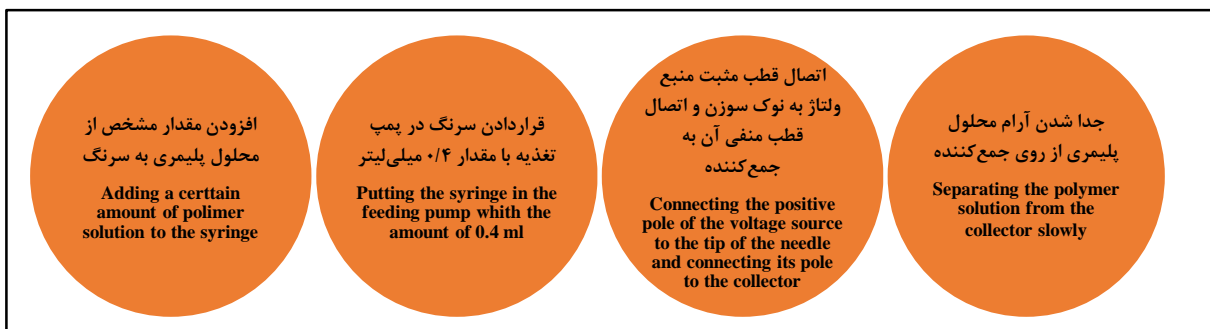 افزودن مقدار مشخص از
محلول پلیمری به سرنگ
Adding a certtain
amount of polimer
solution to the syringe
قراردادن سرنگ در پمپ
تغذیه با مقدار ۰/۴ میلی‌لیتر
Putting the syringe in the
feeding pump whith the
amount of 0.4 ml
اتصال قطب مثبت منبع
ولتاژ به نوک سوزن و اتصال
قطب منفی آن به
جمع‌کننده
Connecting the positive
pole of the voltage source
to the tip of the needle
and connecting its pole
to the collector
جدا شدن آرام محلول
پلیمری از روی جمع‌کننده
Separating the polymer
solution from the
collector slowly